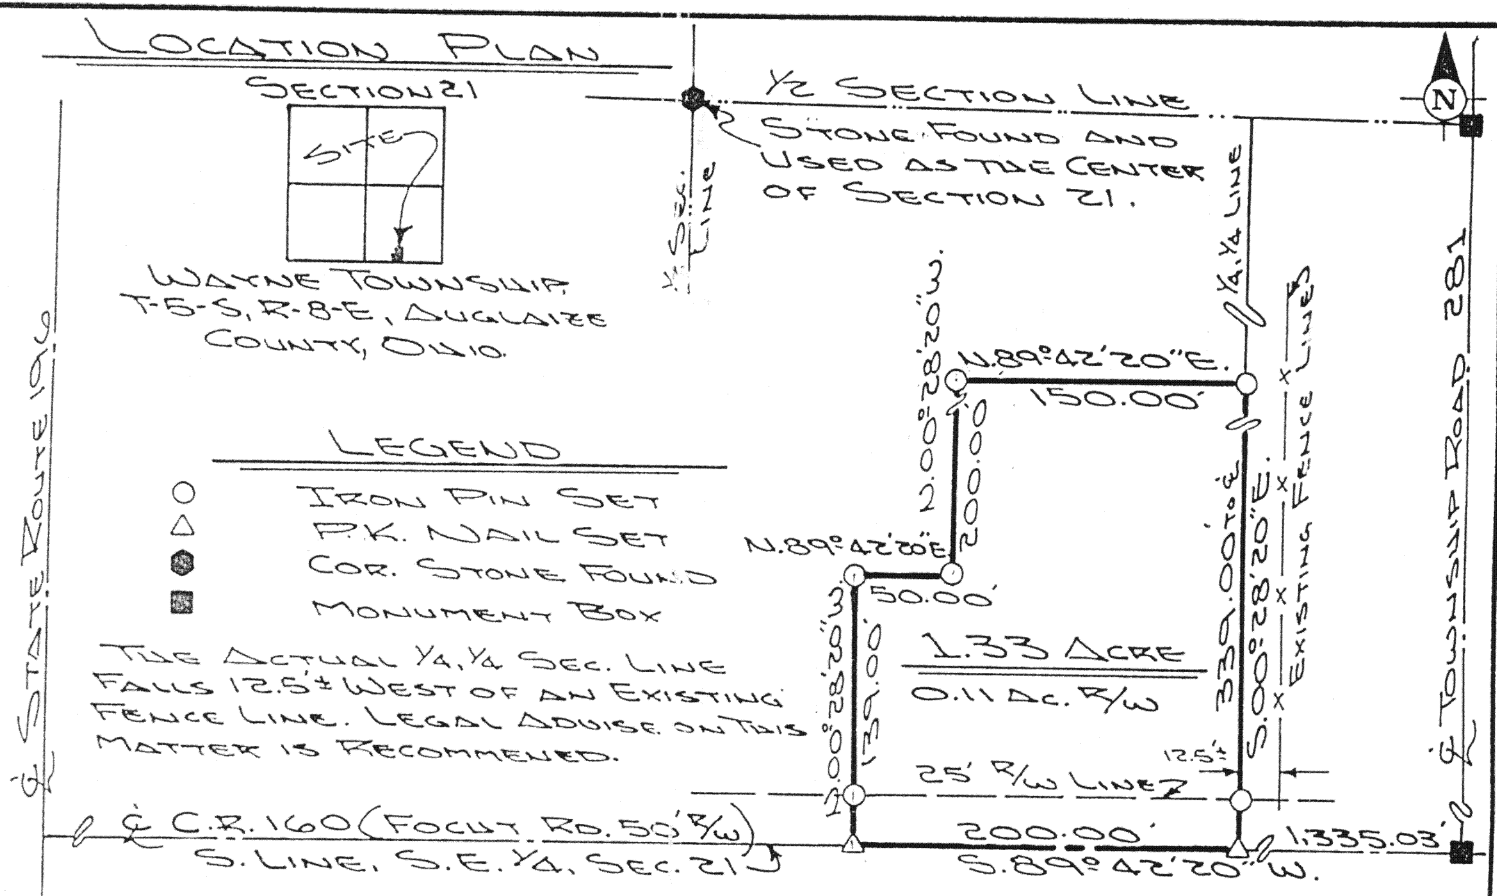 LOCATION PLAN
SECTION 21
SITE
WAYNE TOWNSHIP,
T-5-S, R-8-E, AUGLAIZE
COUNTY, OHIO.
1/2 SECTION LINE
STONE FOUND AND
USED AS THE CENTER
OF SECTION 21.
1/2 SEC.
LINE
N
1/4, 1/4 LINE
℄ STATE ROUTE 196
℄ TOWNSHIP ROAD 281
LEGEND
IRON PIN SET
P.K. NAIL SET
COR. STONE FOUND
MONUMENT BOX
THE ACTUAL 1/4, 1/4 SEC. LINE
FALLS 12.5'± WEST OF AN EXISTING
FENCE LINE. LEGAL ADVISE ON THIS
MATTER IS RECOMMENED.
N.89°42'20"E.
150.00'
N.00°28'20"W.
200.00'
N.89°42'20"E.
50.00'
N.00°28'20"W.
139.00'
1.33 ACRE
0.11 AC. R/W
339.00' TO ℄
S.00°28'20"E.
EXISTING FENCE LINE
12.5'±
25' R/W LINE
℄ C.R. 160 (FOCHT RD. 50' R/W)
S. LINE, S.E. 1/4, SEC. 21
200.00'
S.89°42'20"W.
1,335.03'